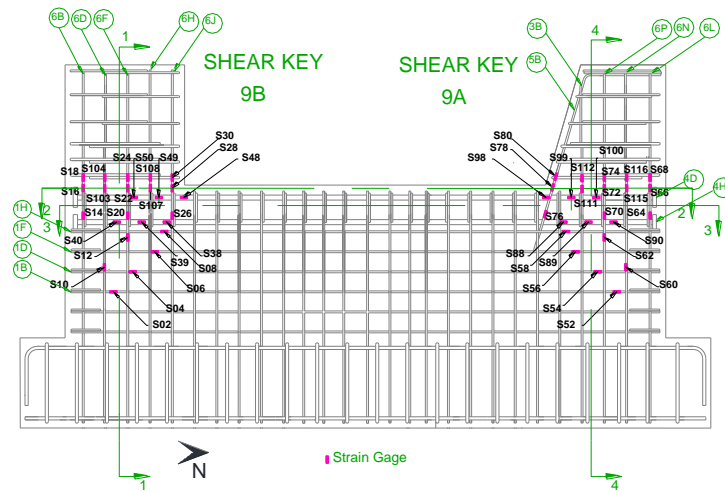 6B 6D 6F 1 6H 6J
3B 4 6P 6N 6L
5B
SHEAR KEY
9B
SHEAR KEY
9A
S24 S50 S49 S30
S18 S104 S108 S28
S48
S16 S103 S22 S107
S14 S20 S26
S40 S38
S12 S39
S08
S10 S06
S04
S02
S80 S99 S100
S78 S112 S74 S116 S68
S98
S72 S66
S111 S115
S76 S70 S64
S88 S90
S58 S89 S62
S56
S60
S54
S52
1H 2
3
1F
1D
1B
4D
4H
2
3
N
Strain Gage
1
4